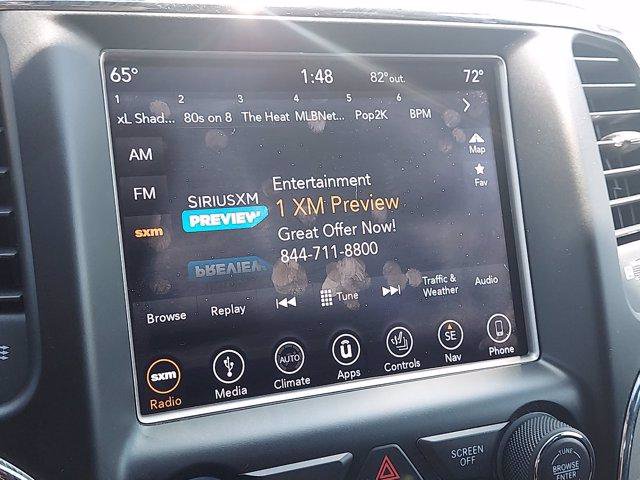 65° 1:48 82°out. 72°
1 2 3 4 5 6
xL Shad... 80s on 8 The Heat MLBNet... Pop2K BPM
AM
Map
FM
Fav
sxm
SIRIUSXM
PREVIEW
Entertainment
1 XM Preview
Great Offer Now!
844-711-8800
PREVIEW
Browse Replay Tune Traffic & Weather Audio
sxm AUTO u SE
Radio Media Climate Apps Controls Nav Phone
SCREEN
OFF
TUNE
BROWSE
ENTER